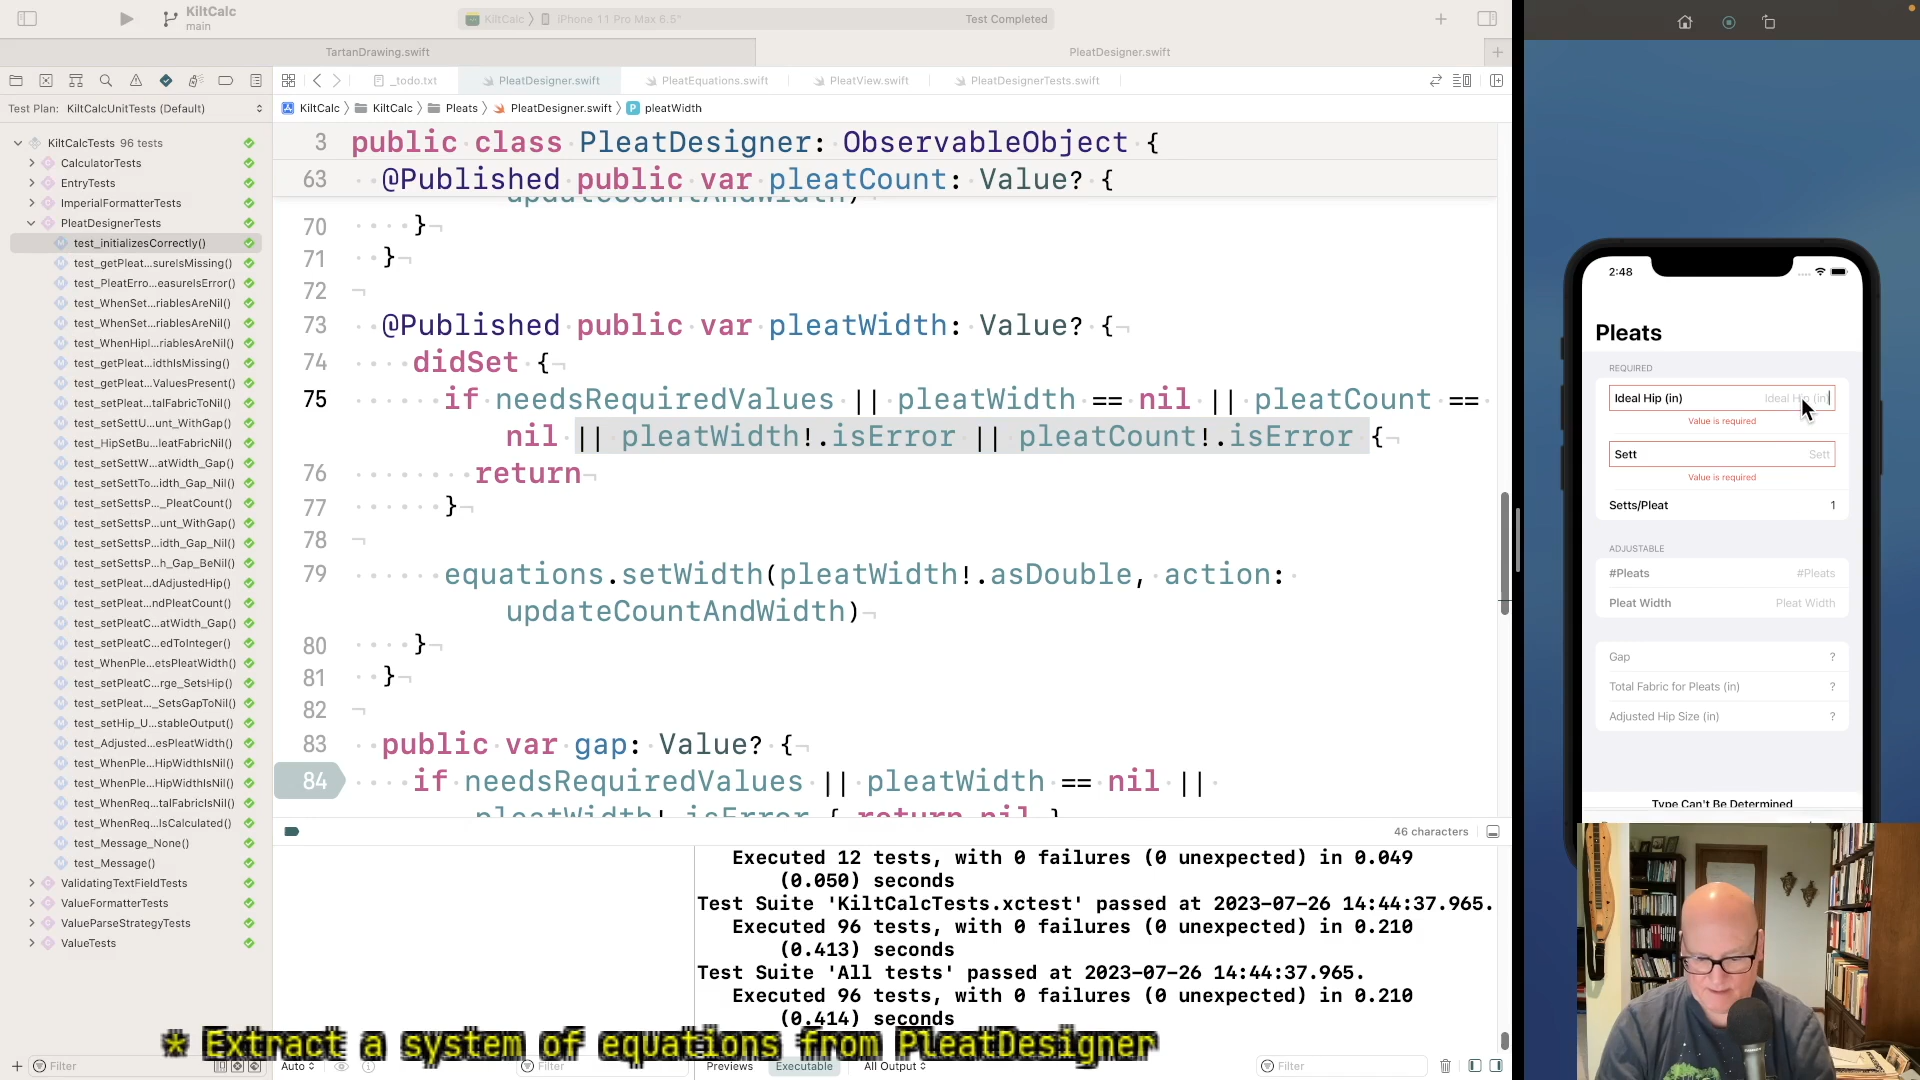 KiltCalc
main
KiltCalc
iPhone 11 Pro Max 6.5"
Test Completed
TartanDrawing.swift
PleatDesigner.swift
_todo.txt
PleatDesigner.swift
PleatEquations.swift
PleatView.swift
PleatDesignerTests.swift
Test Plan: KiltCalcUnitTests (Default)
KiltCalc
KiltCalc
Pleats
PleatDesigner.swift
P pleatWidth
KiltCalcTests 96 tests
CalculatorTests
EntryTests
ImperialFormatterTests
PleatDesignerTests
test_initializesCorrectly()
test_getPleat...sureIsMissing()
test_PleatErro...easureIsError()
test_WhenSet...riablesAreNil()
test_WhenSet...riablesAreNil()
test_WhenHipI...riablesAreNil()
test_getPleat...idthIsMissing()
test_getPleat...ValuesPresent()
test_setPleat...talFabricToNil()
test_setSettU...unt_WithGap()
test_HipSetBu...leatFabricNil()
test_setSettW...atWidth_Gap()
test_setSettTo...idth_Gap_Nil()
test_setSettsP..._PleatCount()
test_setSettsP...unt_WithGap()
test_setSettsP...idth_Gap_Nil()
test_setSettsP...h_Gap_BeNil()
test_setPleat...dAdjustedHip()
test_setPleat...ndPleatCount()
test_setPleatC...atWidth_Gap()
test_setPleatC...edToInteger()
test_WhenPle...etsPleatWidth()
test_setPleatC...rge_SetsHip()
test_setPleat..._SetsGapToNil()
test_setHip_U...stableOutput()
test_Adjusted...esPleatWidth()
test_WhenPle...HipWidthIsNil()
test_WhenPle...HipWidthIsNil()
test_WhenReq...talFabricIsNil()
test_WhenReq...IsCalculated()
test_Message_None()
test_Message()
ValidatingTextFieldTests
ValueFormatterTests
ValueParseStrategyTests
ValueTests
Filter
3 public class PleatDesigner: ObservableObject {
63 @Published public var pleatCount: Value? {
updateCountAndWidth)
70 }
71 }
72
73 @Published public var pleatWidth: Value? {
74 didSet {
75 if needsRequiredValues || pleatWidth == nil || pleatCount ==
nil || pleatWidth!.isError || pleatCount!.isError {
76 return
77 }
78
79 equations.setWidth(pleatWidth!.asDouble, action:
updateCountAndWidth)
80 }
81 }
82
83 public var gap: Value? {
84 if needsRequiredValues || pleatWidth == nil ||
pleatWidth!.isError { return nil }
46 characters
Executed 12 tests, with 0 failures (0 unexpected) in 0.049
(0.050) seconds
Test Suite 'KiltCalcTests.xctest' passed at 2023-07-26 14:44:37.965.
Executed 96 tests, with 0 failures (0 unexpected) in 0.210
(0.413) seconds
Test Suite 'All tests' passed at 2023-07-26 14:44:37.965.
Executed 96 tests, with 0 failures (0 unexpected) in 0.210
(0.414) seconds
* Extract a system of equations from PleatDesigner
Auto
Filter
Previews
Executable
All Output
Filter
2:48
Pleats
REQUIRED
Ideal Hip (in) Ideal Hip (in)
Value is required
Sett Sett
Value is required
Setts/Pleat 1
ADJUSTABLE
#Pleats #Pleats
Pleat Width Pleat Width
Gap ?
Total Fabric for Pleats (in) ?
Adjusted Hip Size (in) ?
Type Can't Be Determined